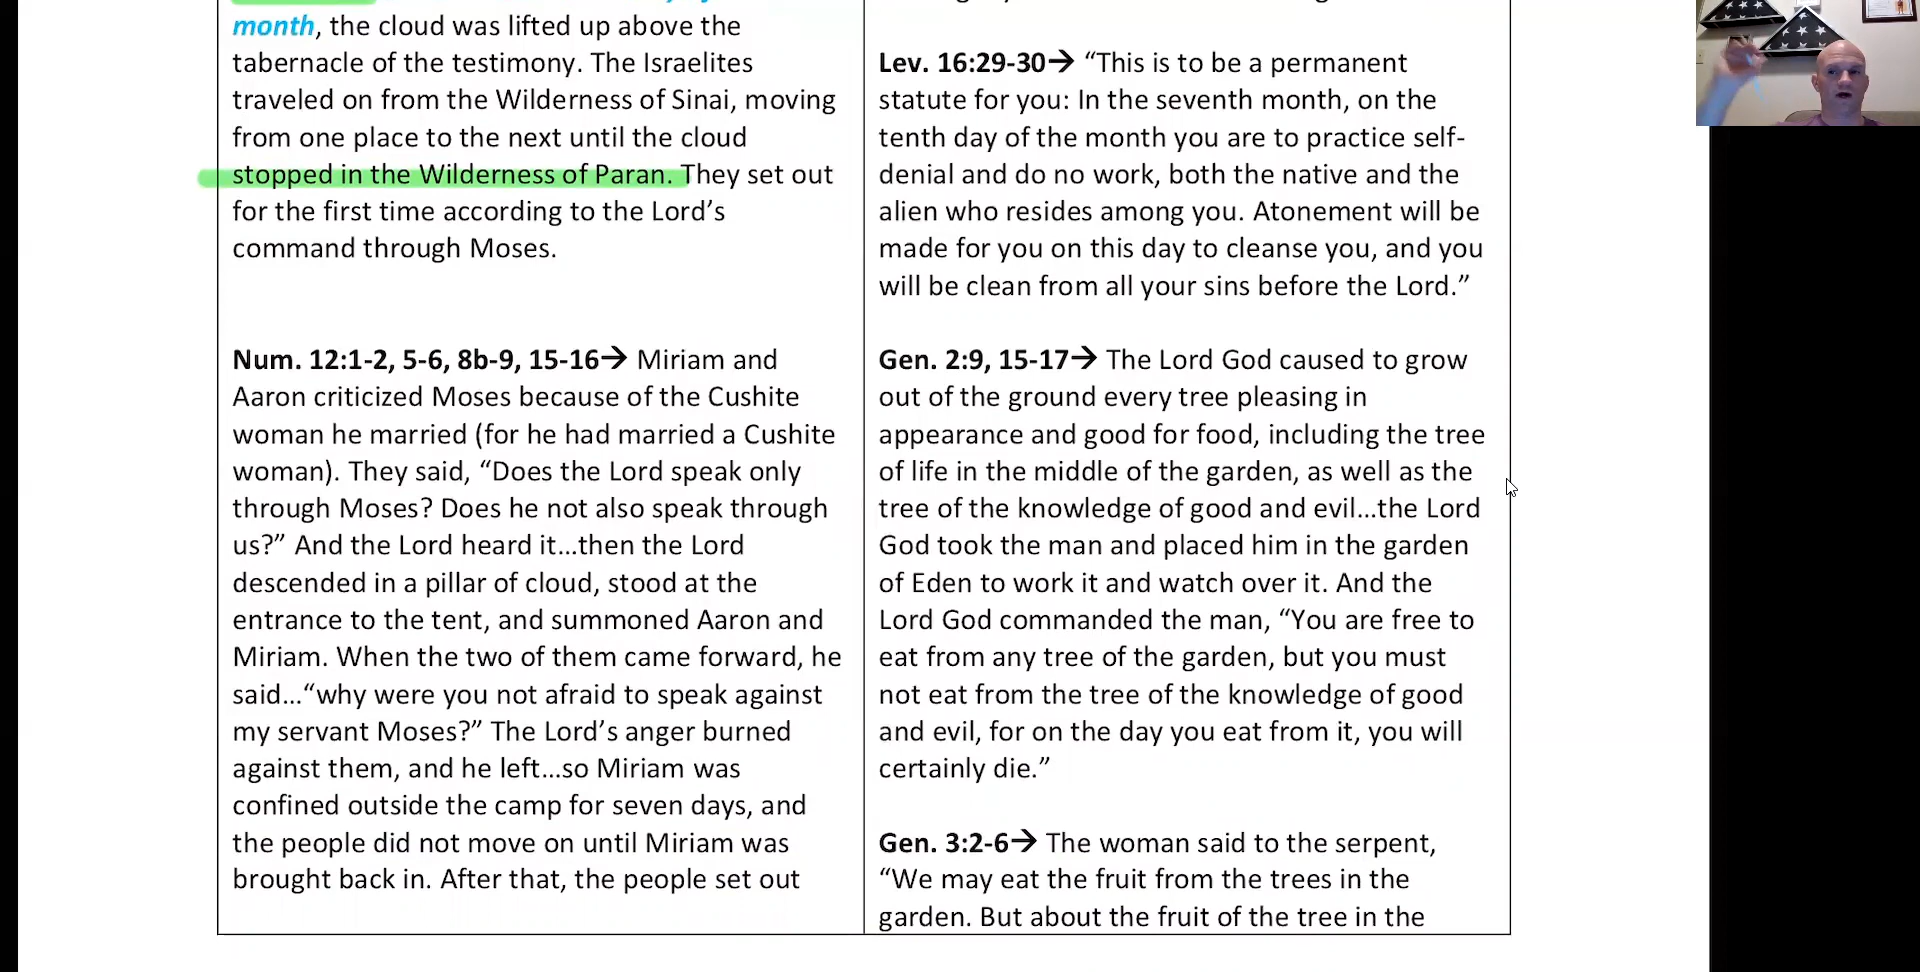 month, the cloud was lifted up above the
tabernacle of the testimony. The Israelites
traveled on from the Wilderness of Sinai, moving
from one place to the next until the cloud
stopped in the Wilderness of Paran. They set out
for the first time according to the Lord’s
command through Moses.
Num. 12:1-2, 5-6, 8b-9, 15-16→ Miriam and
Aaron criticized Moses because of the Cushite
woman he married (for he had married a Cushite
woman). They said, “Does the Lord speak only
through Moses? Does he not also speak through
us?” And the Lord heard it…then the Lord
descended in a pillar of cloud, stood at the
entrance to the tent, and summoned Aaron and
Miriam. When the two of them came forward, he
said…“why were you not afraid to speak against
my servant Moses?” The Lord’s anger burned
against them, and he left…so Miriam was
confined outside the camp for seven days, and
the people did not move on until Miriam was
brought back in. After that, the people set out
Lev. 16:29-30→ “This is to be a permanent
statute for you: In the seventh month, on the
tenth day of the month you are to practice self-
denial and do no work, both the native and the
alien who resides among you. Atonement will be
made for you on this day to cleanse you, and you
will be clean from all your sins before the Lord.”
Gen. 2:9, 15-17→ The Lord God caused to grow
out of the ground every tree pleasing in
appearance and good for food, including the tree
of life in the middle of the garden, as well as the
tree of the knowledge of good and evil…the Lord
God took the man and placed him in the garden
of Eden to work it and watch over it. And the
Lord God commanded the man, “You are free to
eat from any tree of the garden, but you must
not eat from the tree of the knowledge of good
and evil, for on the day you eat from it, you will
certainly die.”
Gen. 3:2-6→ The woman said to the serpent,
“We may eat the fruit from the trees in the
garden. But about the fruit of the tree in the